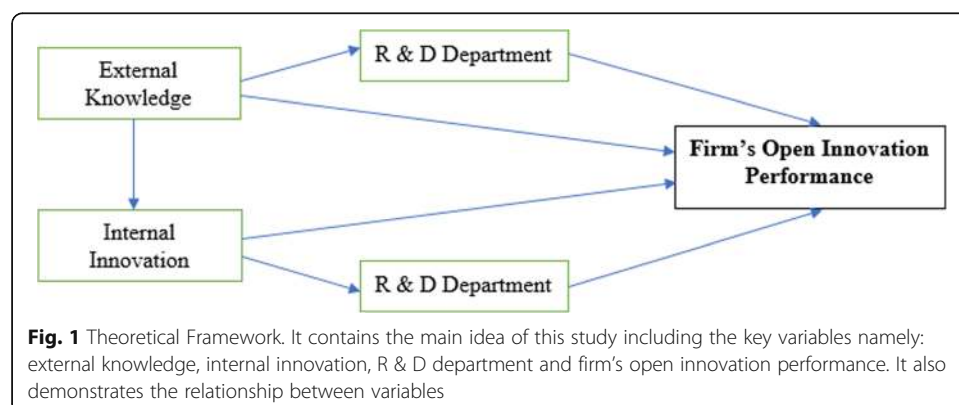 R & D Department
External
Knowledge
Firm's Open Innovation
Performance
Internal
Innovation
R & D Department
Fig. 1 Theoretical Framework. It contains the main idea of this study including the key variables namely:
external knowledge, internal innovation, R & D department and firm's open innovation performance. It also
demonstrates the relationship between variables